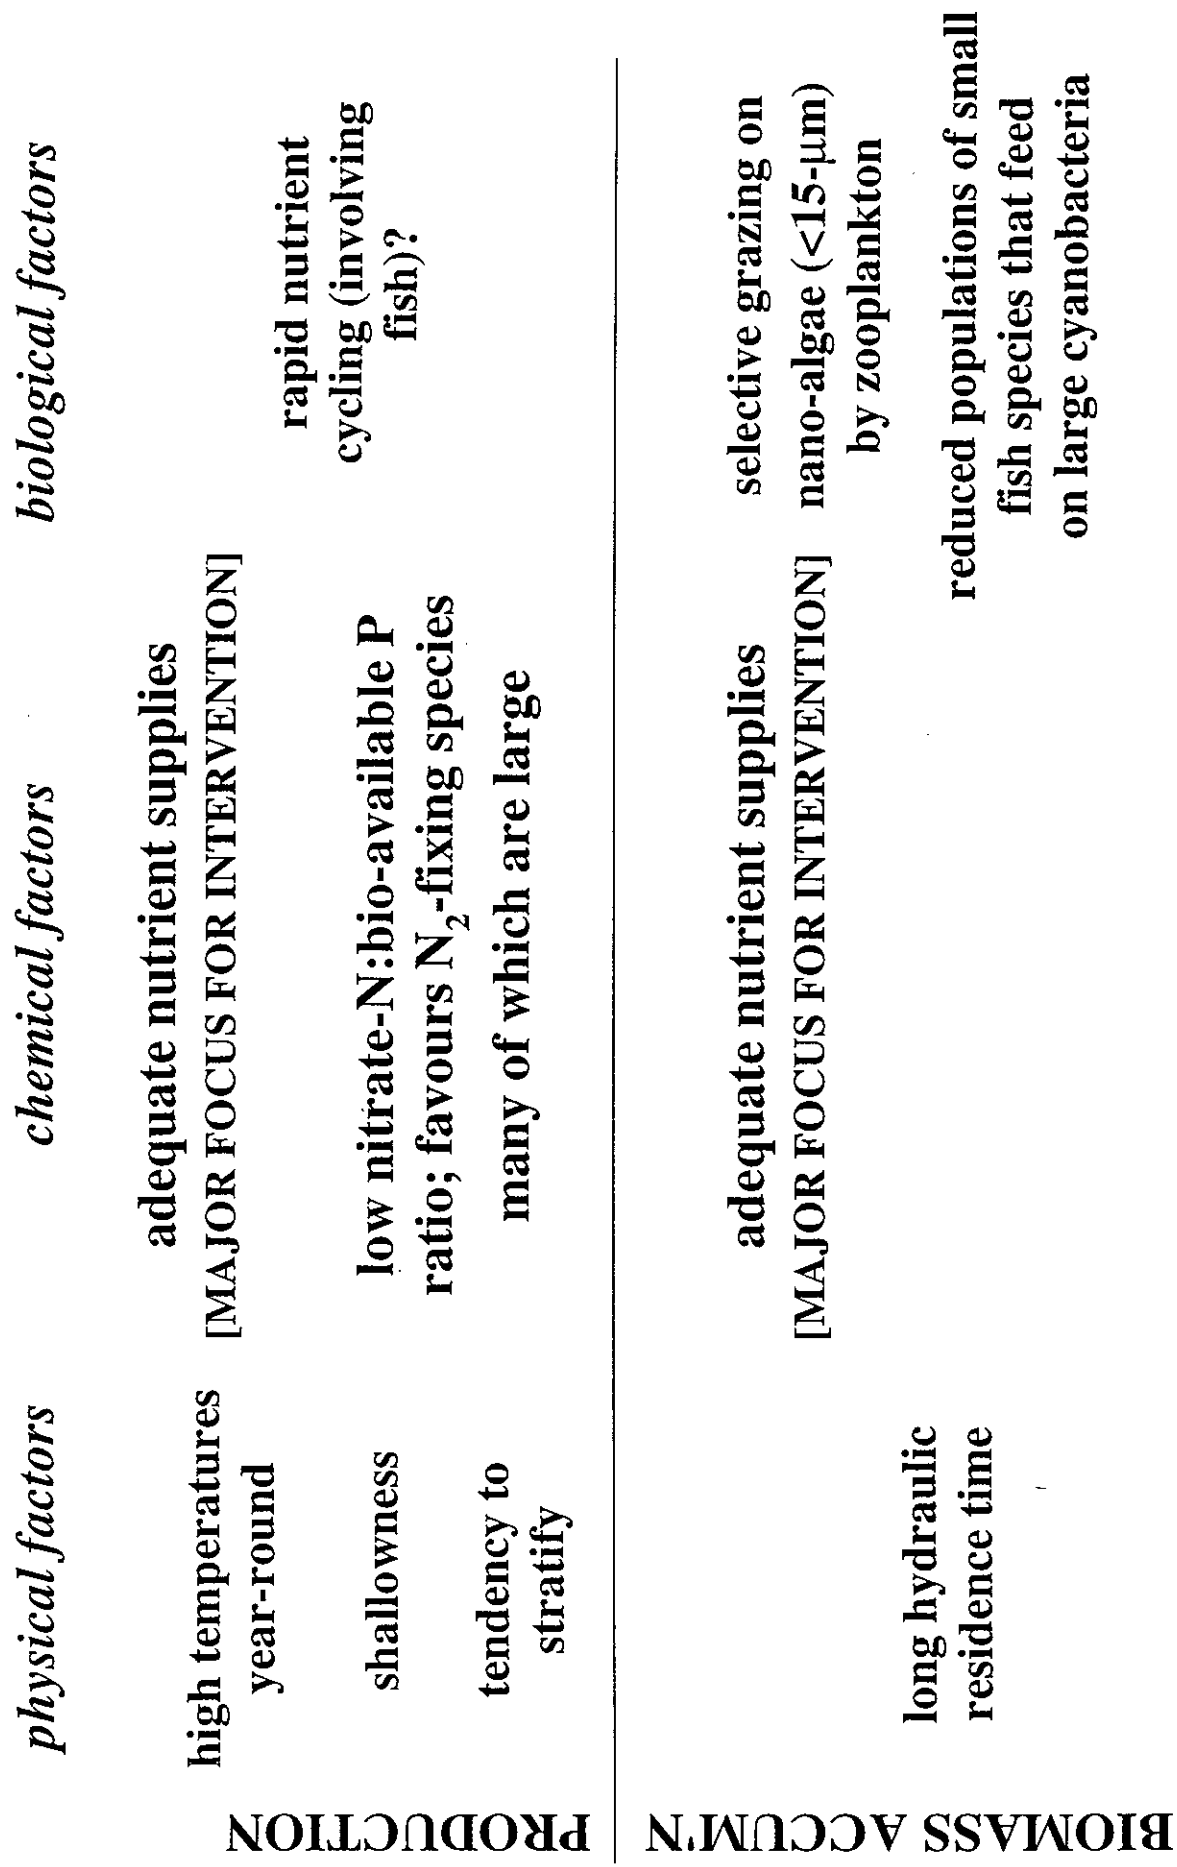 physical factors
chemical factors
biological factors
PRODUCTION
high temperatures
year-round
shallowness
tendency to
stratify
adequate nutrient supplies
[MAJOR FOCUS FOR INTERVENTION]
low nitrate-N:bio-available P
ratio; favours N₂-fixing species
many of which are large
rapid nutrient
cycling (involving
fish)?
BIOMASS ACCUM'N
long hydraulic
residence time
adequate nutrient supplies
[MAJOR FOCUS FOR INTERVENTION]
selective grazing on
nano-algae (<15-µm)
by zooplankton
reduced populations of small
fish species that feed
on large cyanobacteria